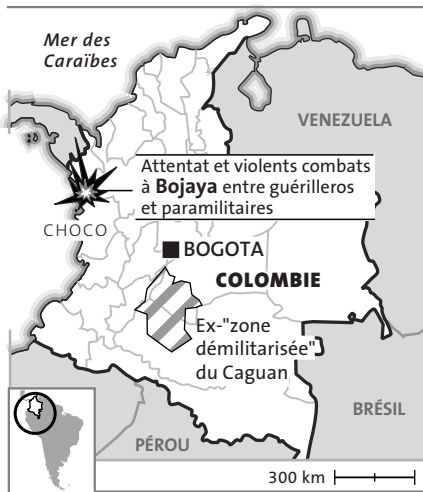 Mer des
Caraïbes
VENEZUELA
Attentat et violents combats
à Bojaya entre guérilleros
et paramilitaires
CHOCO
BOGOTA
COLOMBIE
Ex-"zone
démilitarisée"
du Caguan
BRÉSIL
PÉROU
300 km